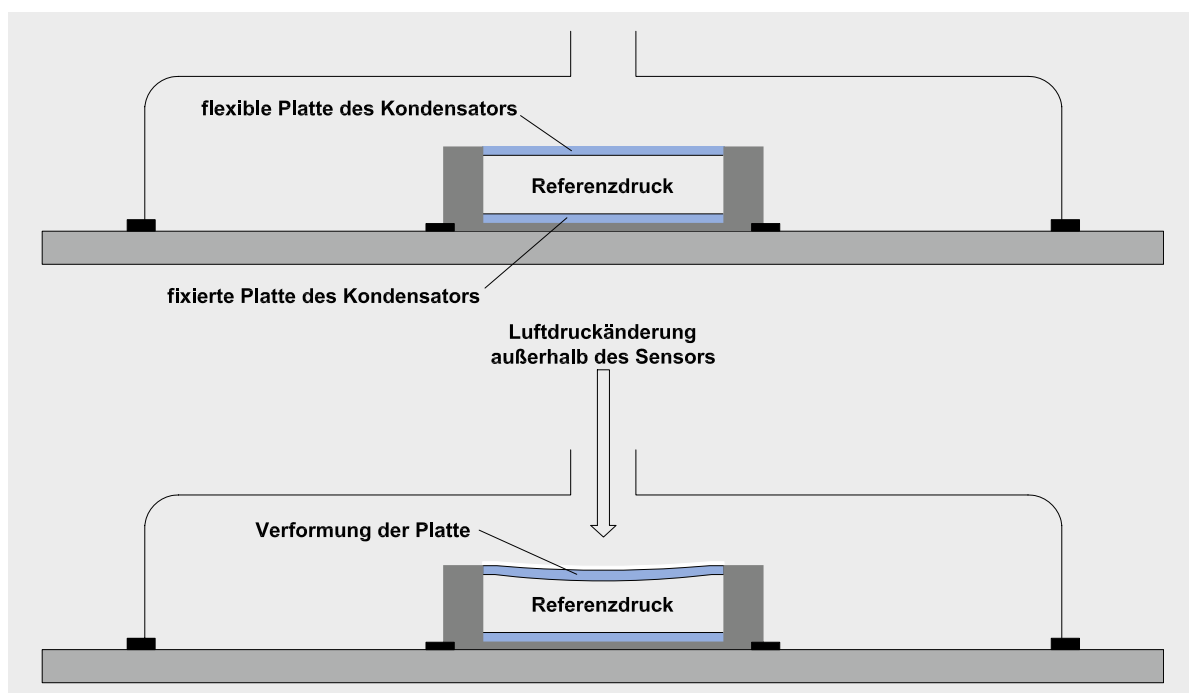 flexible Platte des Kondensators
Referenzdruck
fixierte Platte des Kondensators
Luftdruckänderung
außerhalb des Sensors
Verformung der Platte
Referenzdruck